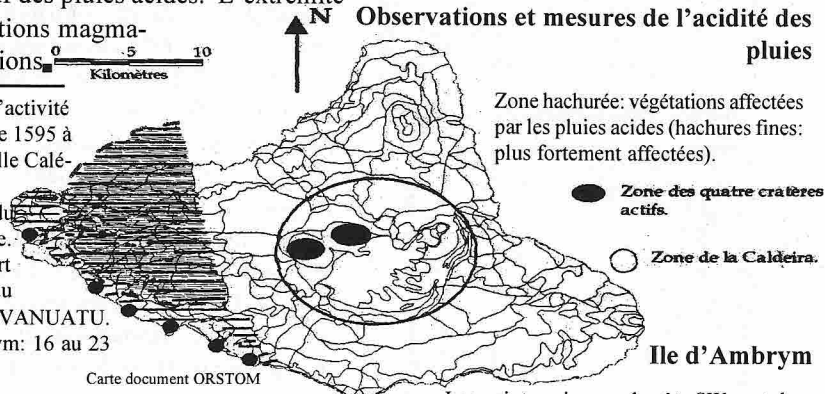 des pluies acides. L'extrémité
tions magma-
tions
0 5 10
Kilomètres
'activité
e 1595 à
lle Calé-
lu
e.
rt
u
VANUATU.
ym: 16 au 23
Carte document ORSTOM
N
Observations et mesures de l'acidité des
pluies
Zone hachurée: végétations affectées
par les pluies acides (hachures fines:
plus fortement affectées).
Zone des quatre cratères
actifs.
Zone de la Caldeira.
Ile d'Ambrym